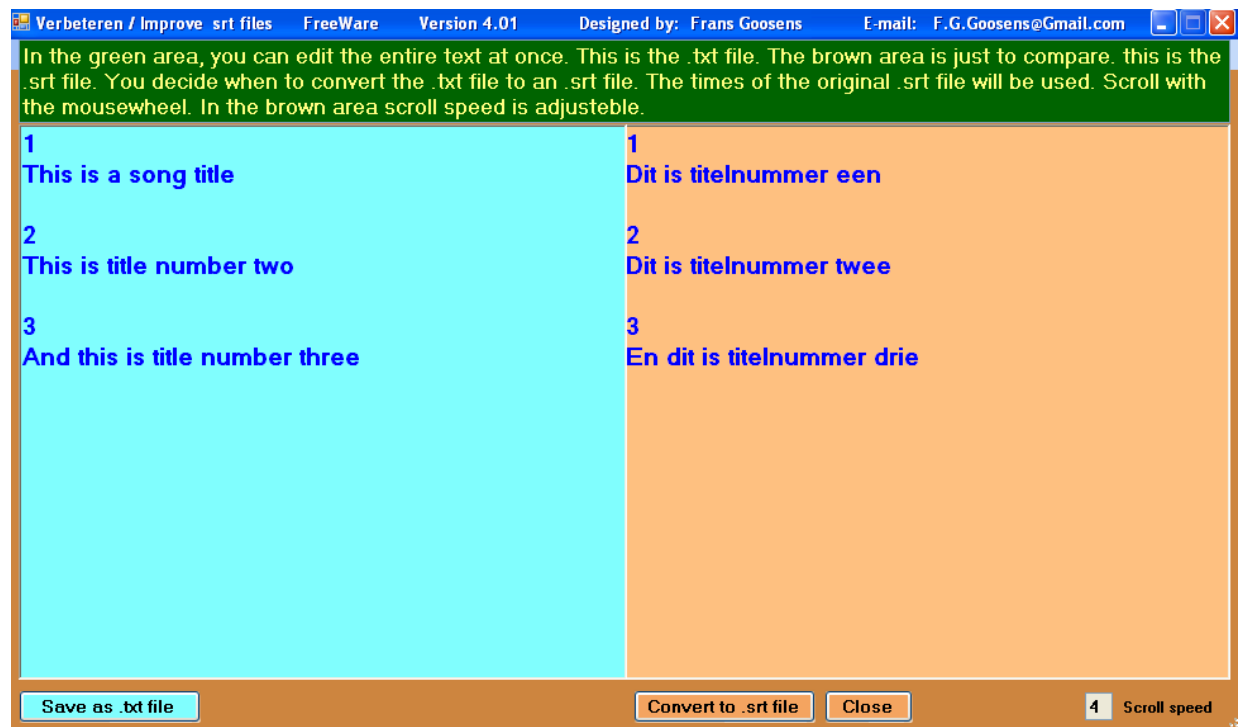 Verbeteren / Improve srt files FreeWare Version 4.01 Designed by: Frans Goosens E-mail: F.G.Goosens@Gmail.com
In the green area, you can edit the entire text at once. This is the .txt file. The brown area is just to compare. this is the
.srt file. You decide when to convert the .txt file to an .srt file. The times of the original .srt file will be used. Scroll with
the mousewheel. In the brown area scroll speed is adjusteble.
1
This is a song title
2
This is title number two
3
And this is title number three
1
Dit is titelnummer een
2
Dit is titelnummer twee
3
En dit is titelnummer drie
Save as .txt file Convert to .srt file Close 4 Scroll speed